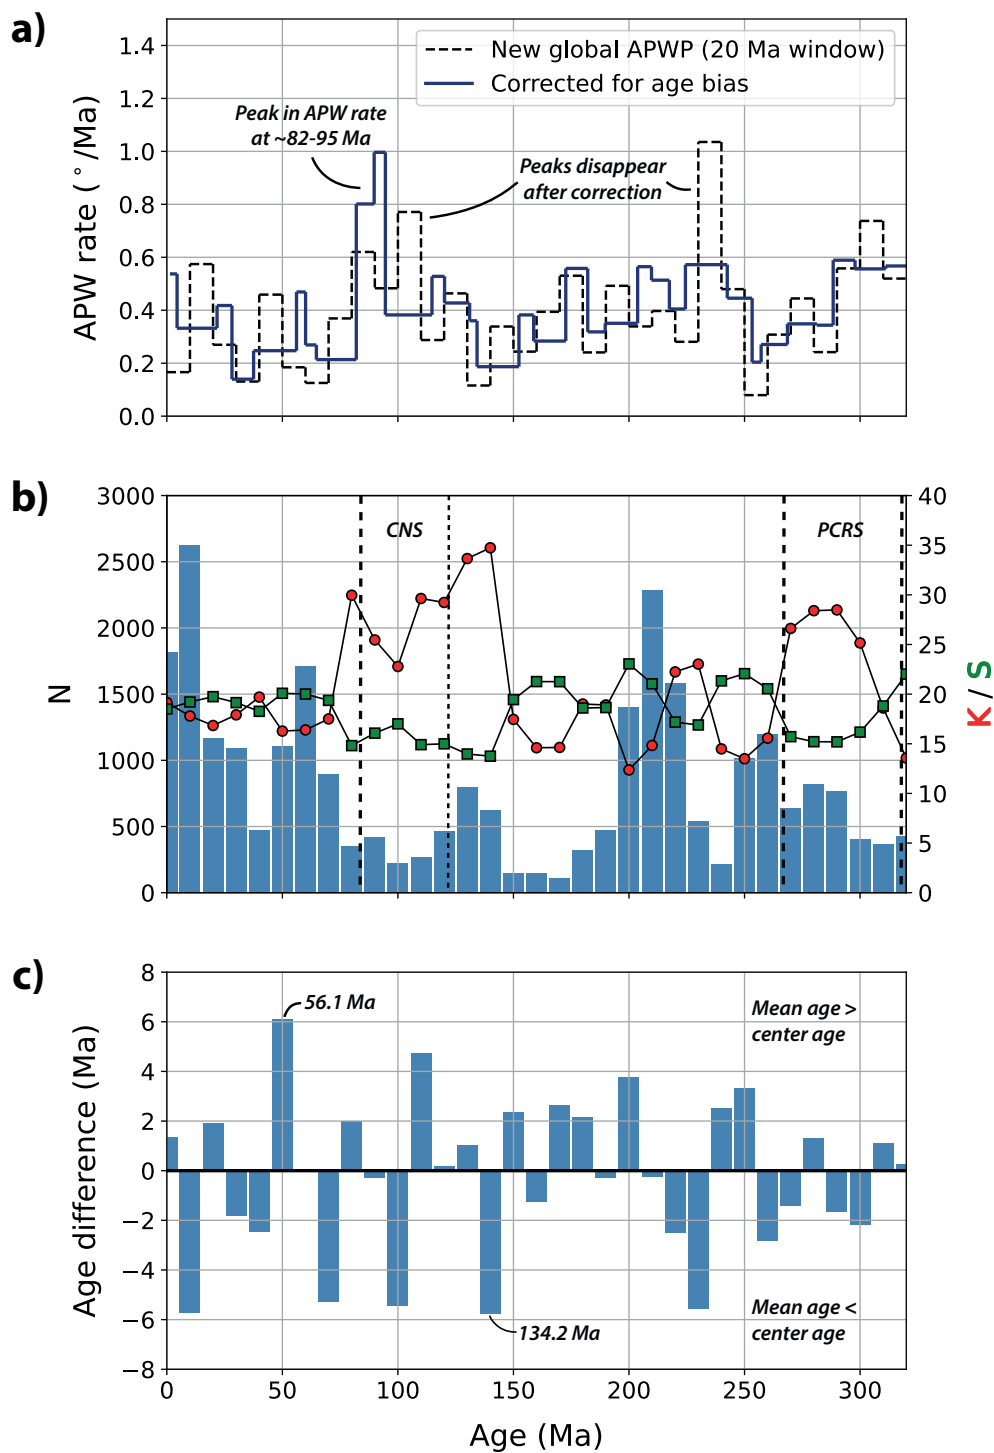 a)
1.4
1.2
1.0
0.8
0.6
0.4
0.2
0.0
APW rate (°/Ma)
New global APWP (20 Ma window)
Corrected for age bias
Peak in APW rate
at ~82-95 Ma
Peaks disappear
after correction
b)
3000
2500
2000
1500
1000
500
0
N
CNS
PCRS
40
35
30
25
20
15
10
5
0
K / S
c)
8
6
4
2
0
−2
−4
−6
−8
Age difference (Ma)
56.1 Ma
Mean age >
center age
134.2 Ma
Mean age <
center age
0 50 100 150 200 250 300
Age (Ma)